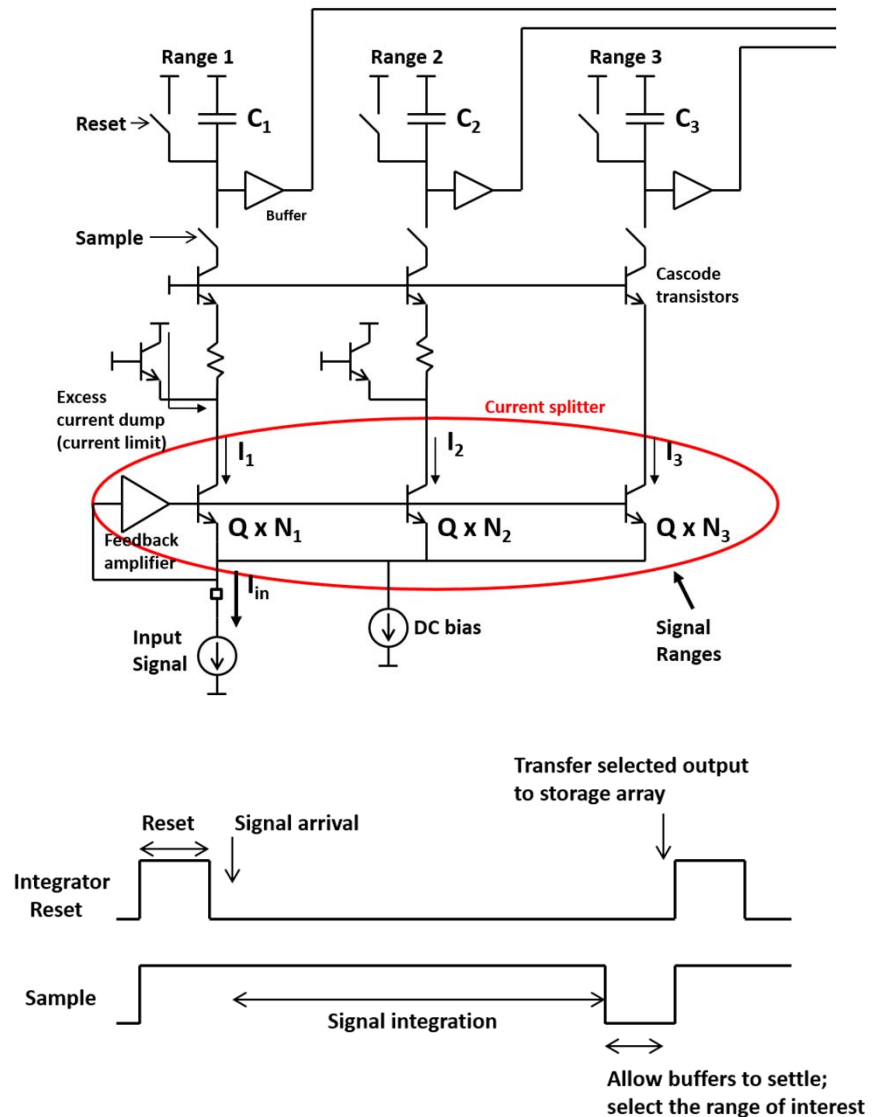 Range 1
Range 2
Range 3
Reset
C1
C2
C3
Buffer
Sample
Cascode
transistors
Excess
current dump
(current limit)
Current splitter
I1
I2
I3
Q x N1
Q x N2
Q x N3
Feedback
amplifier
Iin
Input
Signal
DC bias
Signal
Ranges
Transfer selected output
to storage array
Reset
Signal arrival
Integrator
Reset
Sample
Signal integration
Allow buffers to settle;
select the range of interest